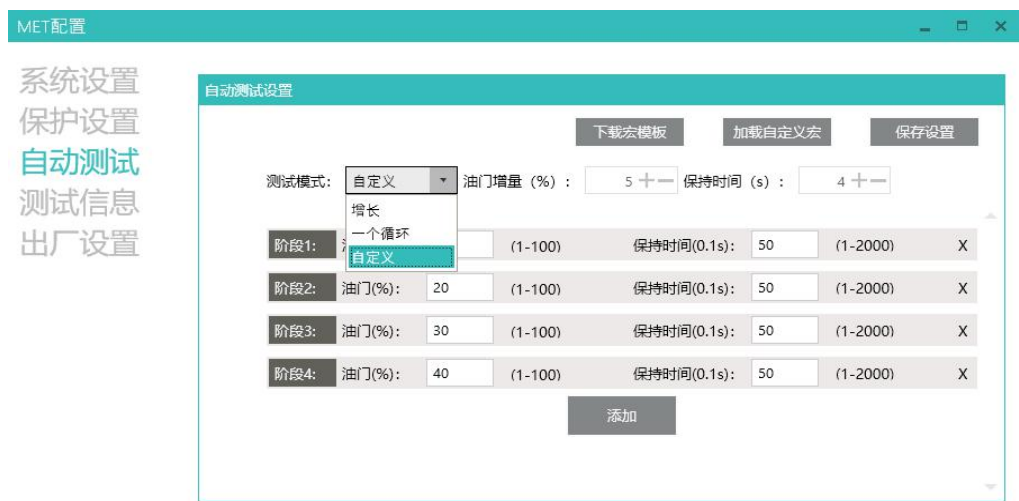 MET配置
系统设置
保护设置
自动测试
测试信息
出厂设置
自动测试设置
下载宏模板 加载自定义宏 保存设置
测试模式: 自定义 油门增量 (%) : 5 保持时间 (s) : 4
增长
一个循环
自定义
阶段1: (1-100) 保持时间(0.1s): 50 (1-2000) X
阶段2: 油门(%): 20 (1-100) 保持时间(0.1s): 50 (1-2000) X
阶段3: 油门(%): 30 (1-100) 保持时间(0.1s): 50 (1-2000) X
阶段4: 油门(%): 40 (1-100) 保持时间(0.1s): 50 (1-2000) X
添加